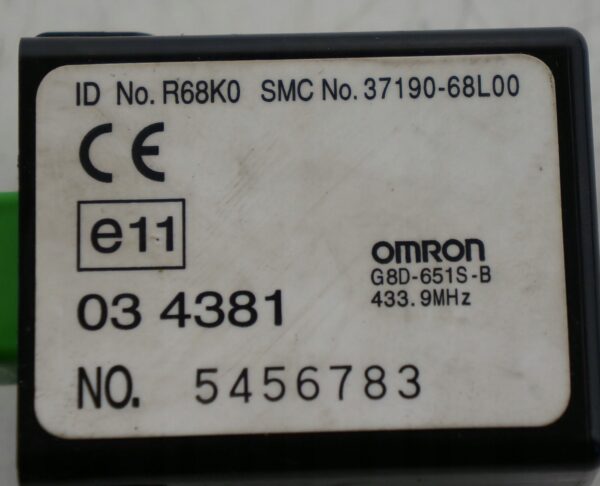 ID No. R68K0 SMC No. 37190-68L00
CE
e11
omron
G8D-651S-B
03 4381
433.9MHz
NO. 5456783